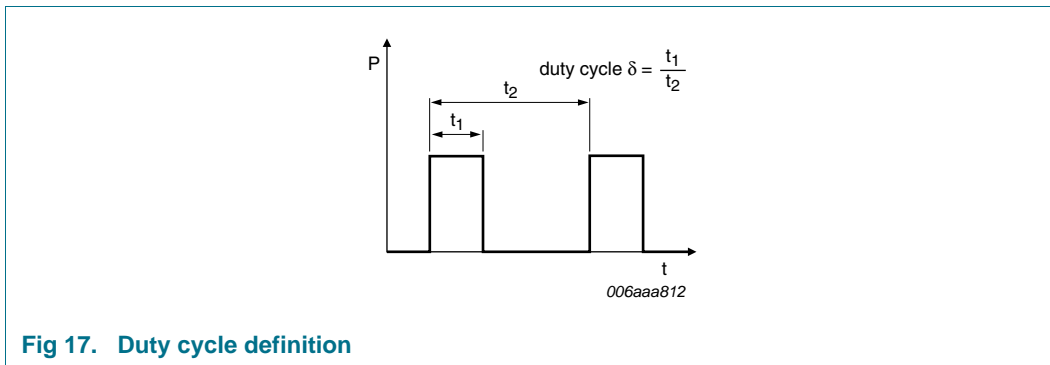 P
duty cycle δ = t1
t2
t2
t1
t
006aaa812
Fig 17. Duty cycle definition